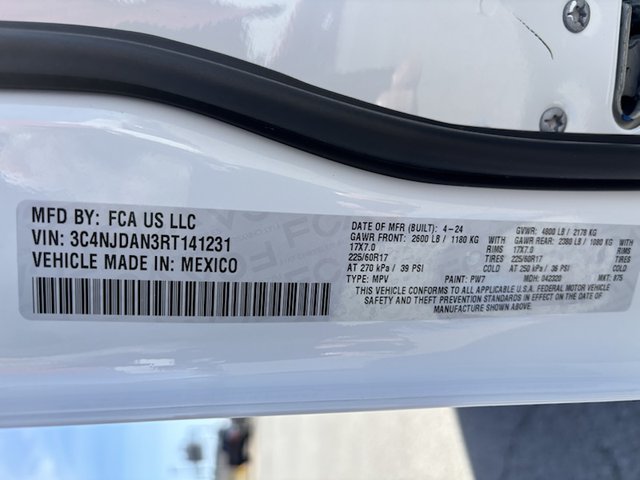 MFD BY: FCA US LLC
VIN: 3C4NJDAN3RT141231
VEHICLE MADE IN: MEXICO
DATE OF MFR (BUILT): 4-24 GVWR: 4800 LB / 2178 KG
GAWR FRONT: 2600 LB / 1180 KG WITH GAWR REAR: 2380 LB / 1080 KG WITH
17X7.0 RIMS 17X7.0 RIMS
225/60R17 TIRES 225/60R17 TIRES
AT 270 kPa / 39 PSI COLD AT 250 kPa / 36 PSI COLD
TYPE: MPV PAINT: PW7 MDH: 042320 MKT: K75
THIS VEHICLE CONFORMS TO ALL APPLICABLE U.S.A. FEDERAL MOTOR VEHICLE
SAFETY AND THEFT PREVENTION STANDARDS IN EFFECT ON THE DATE OF
MANUFACTURE SHOWN ABOVE.